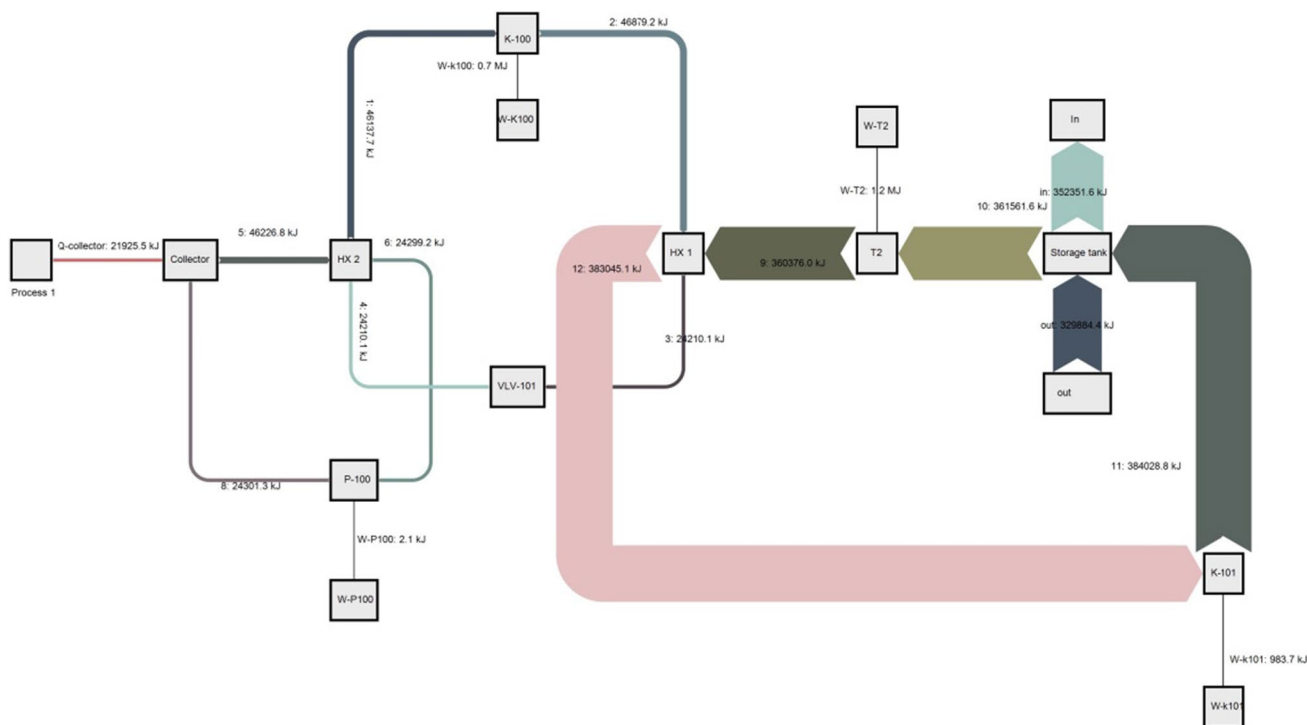 2: 46879.2 kJ
K-100
W-k100: 0.7 MJ
W-K100
1: 46137.7 kJ
W-T2
In
W-T2: 1.2 MJ
in: 352351.6 kJ
10: 361561.6 kJ
Q-collector: 21925.5 kJ
5: 46226.8 kJ
6: 24299.2 kJ
Collector
HX 2
12: 383045.1 kJ
HX 1
9: 360376.0 kJ
T2
Storage tank
Process 1
4: 24210.1 kJ
3: 24210.1 kJ
out: 329884.4 kJ
VLV-101
out
11: 384028.8 kJ
P-100
8: 24301.3 kJ
W-P100: 2.1 kJ
W-P100
K-101
W-k101: 983.7 kJ
W-k101